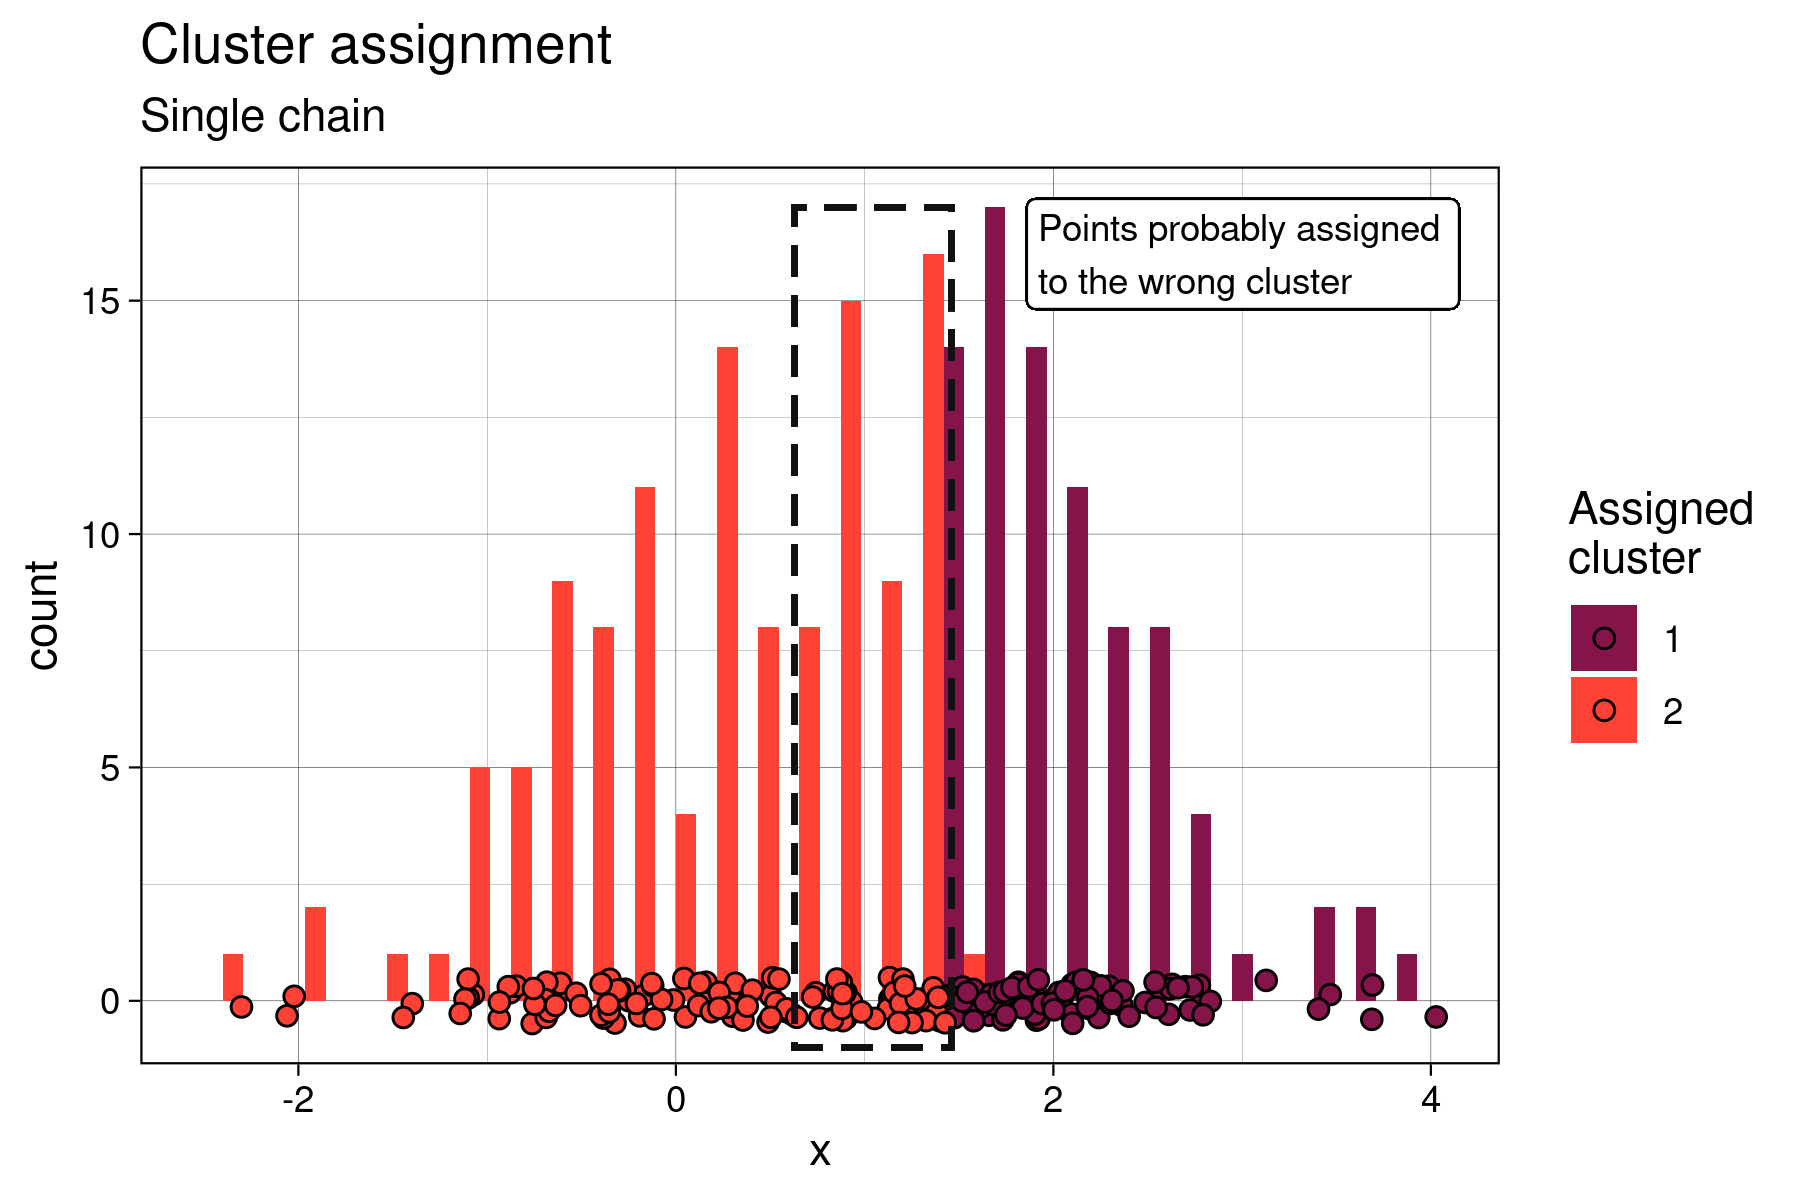 Cluster assignment
Single chain
Points probably assigned
to the wrong cluster
15
10
5
0
count
-2
0
2
4
x
Assigned
cluster
1
2